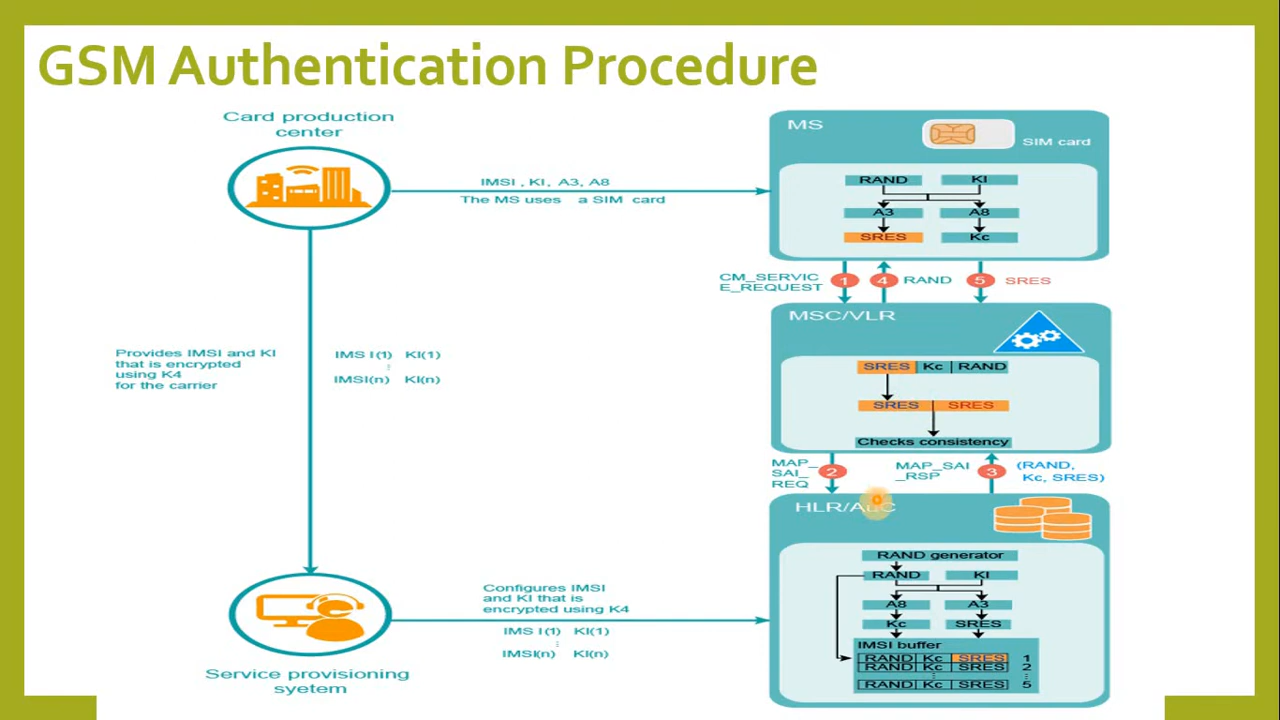 GSM Authentication Procedure
Card production
center
IMSI , KI, A3, A8
The MS uses a SIM card
MS
SIM card
RAND KI
A3 A8
SRES Kc
CM_SERVIC
E_REQUEST
1
4
RAND
5
SRES
MSC/VLR
SRES Kc RAND
SRES SRES
Checks consistency
Provides IMSI and KI
that is encrypted
using K4
for the carrier
IMS I(1) KI(1)
IMSI(n) KI(n)
MAP_
SAI_
REQ
2
MAP_SAI
_RSP
3
(RAND,
Kc, SRES)
HLR/AuC
RAND generator
RAND KI
A8 A3
Kc SRES
IMSI buffer
RAND Kc SRES 1
RAND Kc SRES 2
RAND Kc SRES 5
Configures IMSI
and KI that is
encrypted using K4
IMS I(1) KI(1)
IMSI(n) KI(n)
Service provisioning
syetem